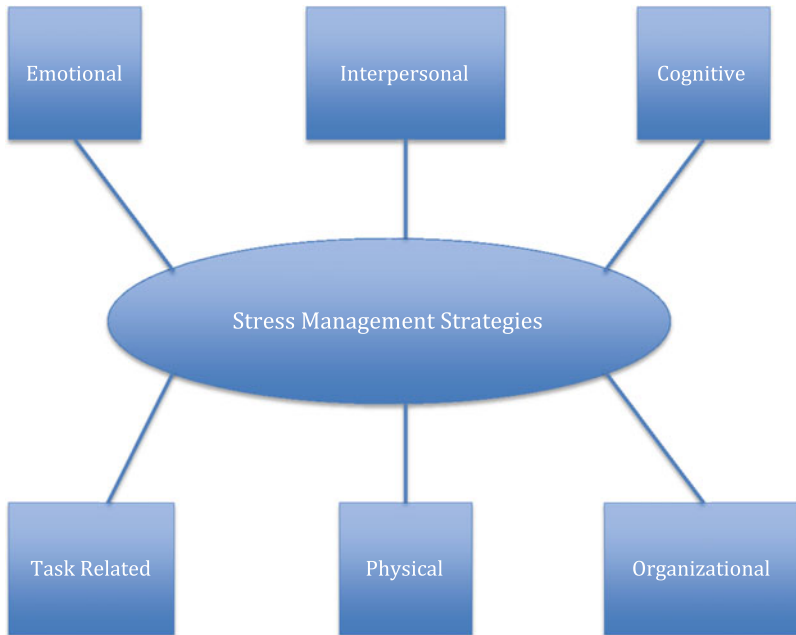 Emotional
Interpersonal
Cognitive
Stress Management Strategies
Task Related
Physical
Organizational